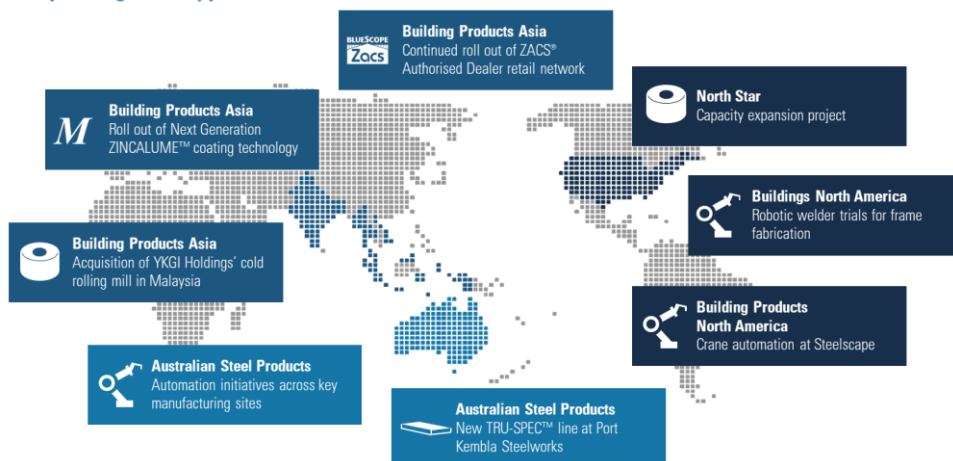 BLUESCOPE
Zacs
Building Products Asia
Continued roll out of ZACS®
Authorised Dealer retail network
North Star
Capacity expansion project
M
Building Products Asia
Roll out of Next Generation
ZINCALUME™ coating technology
Buildings North America
Robotic welder trials for frame
fabrication
Building Products Asia
Acquisition of YKGI Holdings' cold
rolling mill in Malaysia
Building Products
North America
Crane automation at Steelscape
Australian Steel Products
Automation initiatives across key
manufacturing sites
Australian Steel Products
New TRU-SPEC™ line at Port
Kembla Steelworks